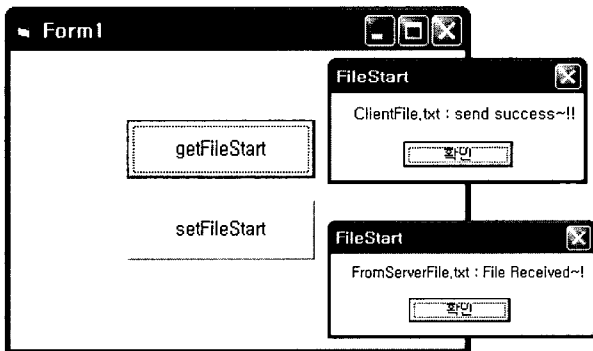 Form1
getFileStart
setFileStart
FileStart
ClientFile,txt : send success~!!
확인
FileStart
FromServerFile,txt : File Received~!
확인